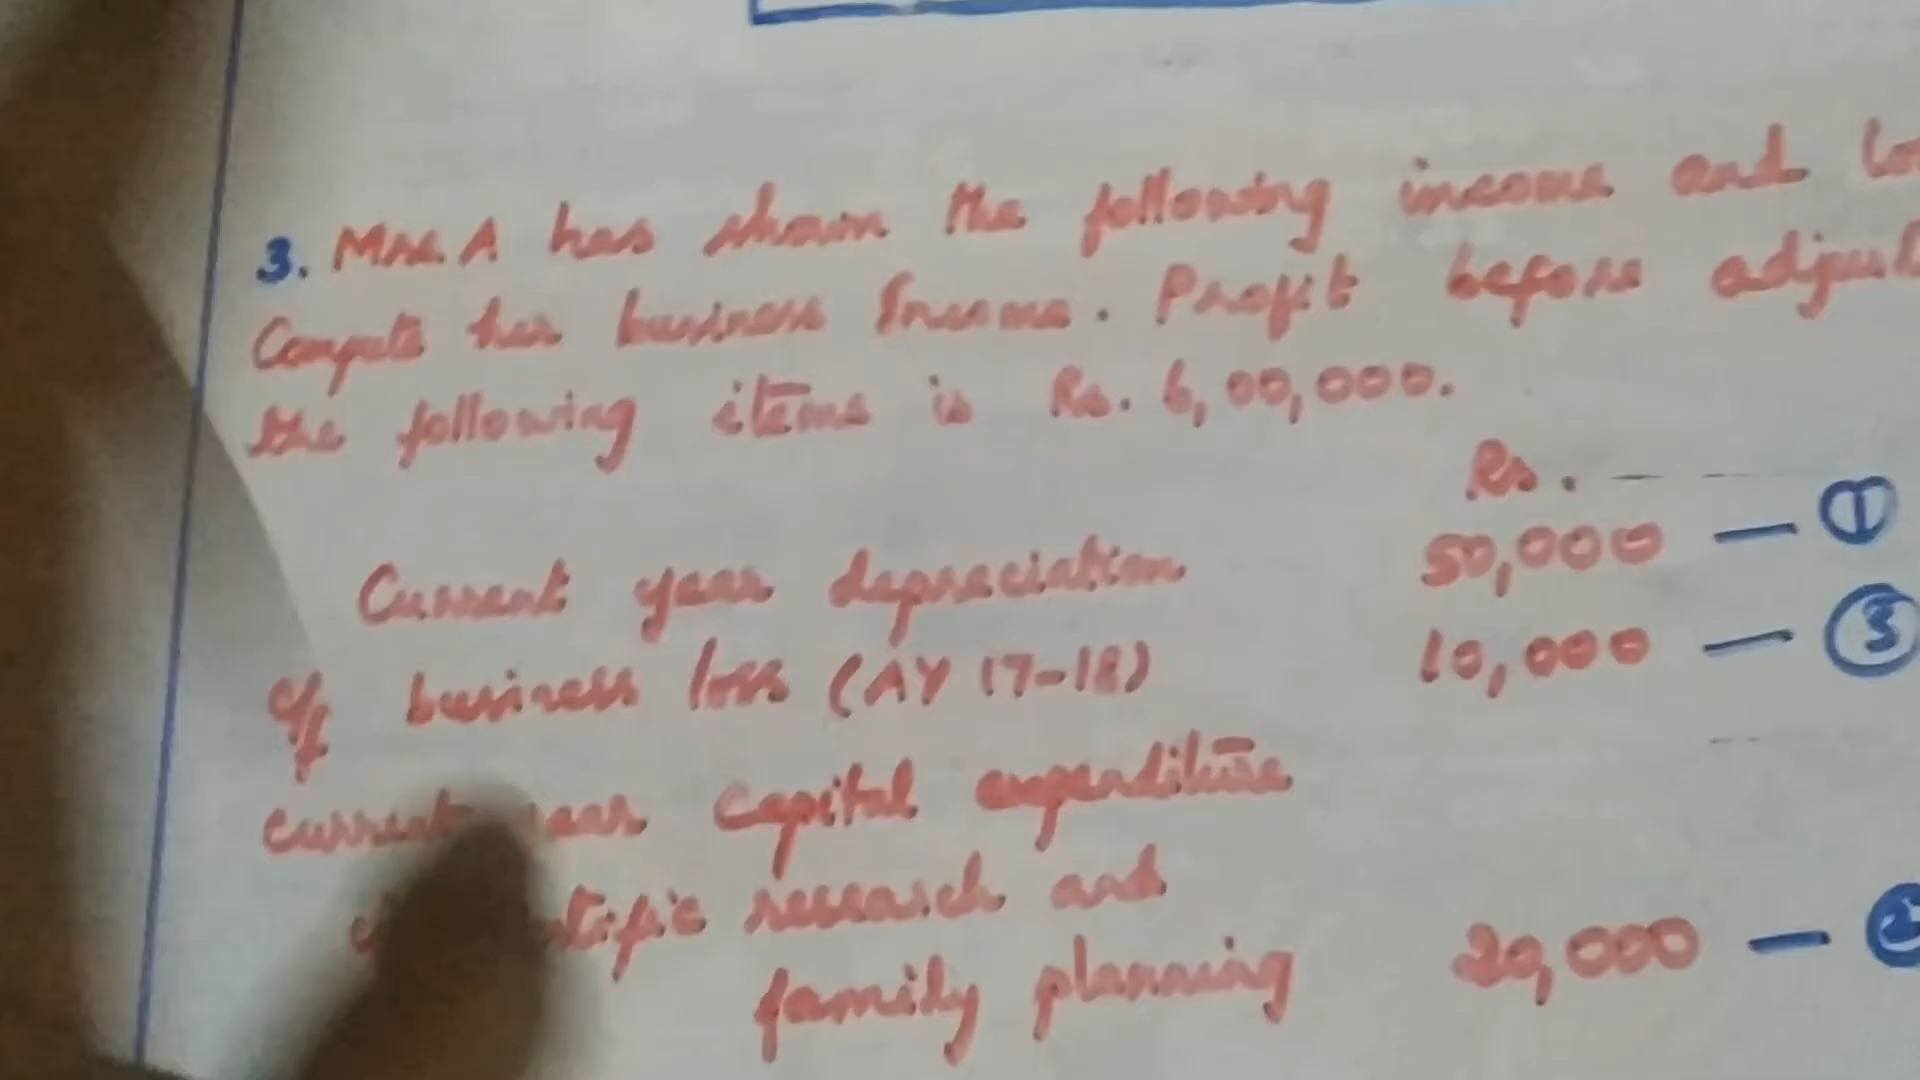 3. Mrs. A has shown the following income and
Compute her business Income. Profit before
the following items is Rs. 6,00,000.
Rs.
Current year depreciation 50,000 — ①
c/f business loss (AY 17-18) 10,000 — ③
current capital expenditure
research and
family planning 20,000 — ②